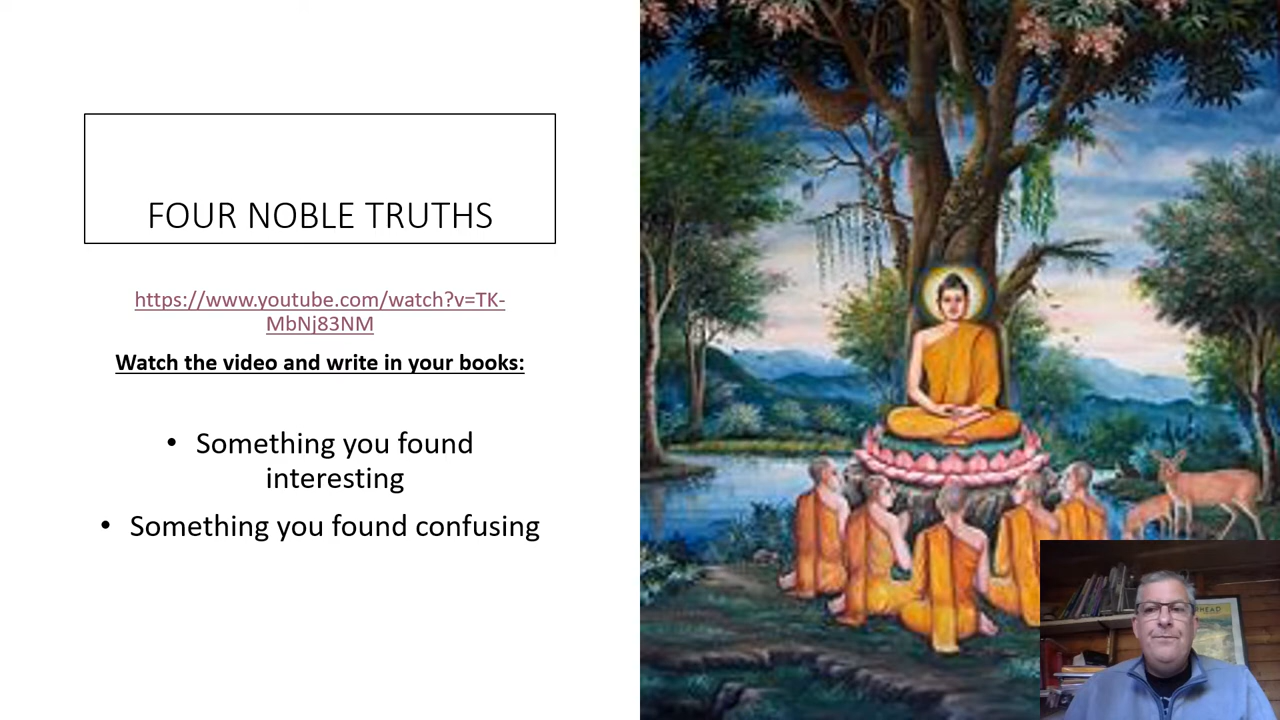 FOUR NOBLE TRUTHS
https://www.youtube.com/watch?v=TK-
MbNj83NM
Watch the video and write in your books:
• Something you found
interesting
• Something you found confusing